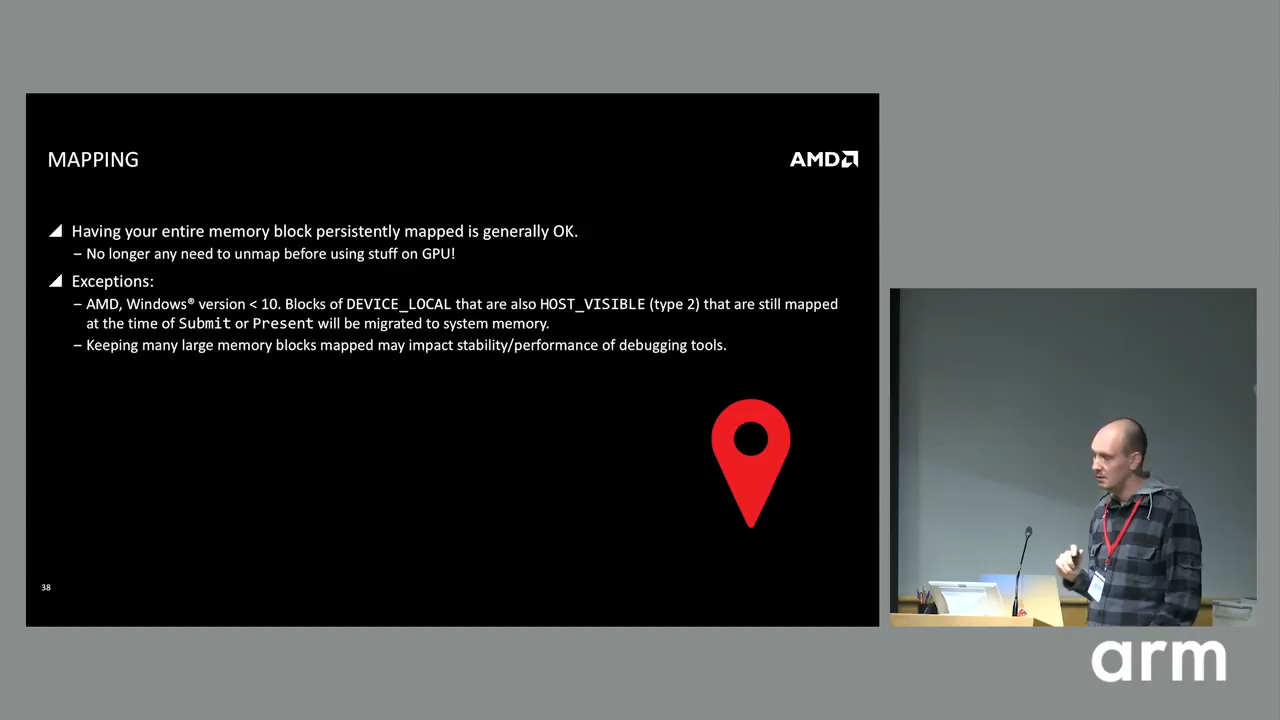 MAPPING
AMD
Having your entire memory block persistently mapped is generally OK.
– No longer any need to unmap before using stuff on GPU!
Exceptions:
– AMD, Windows® version < 10. Blocks of DEVICE_LOCAL that are also HOST_VISIBLE (type 2) that are still mapped
at the time of Submit or Present will be migrated to system memory.
– Keeping many large memory blocks mapped may impact stability/performance of debugging tools.
38
arm